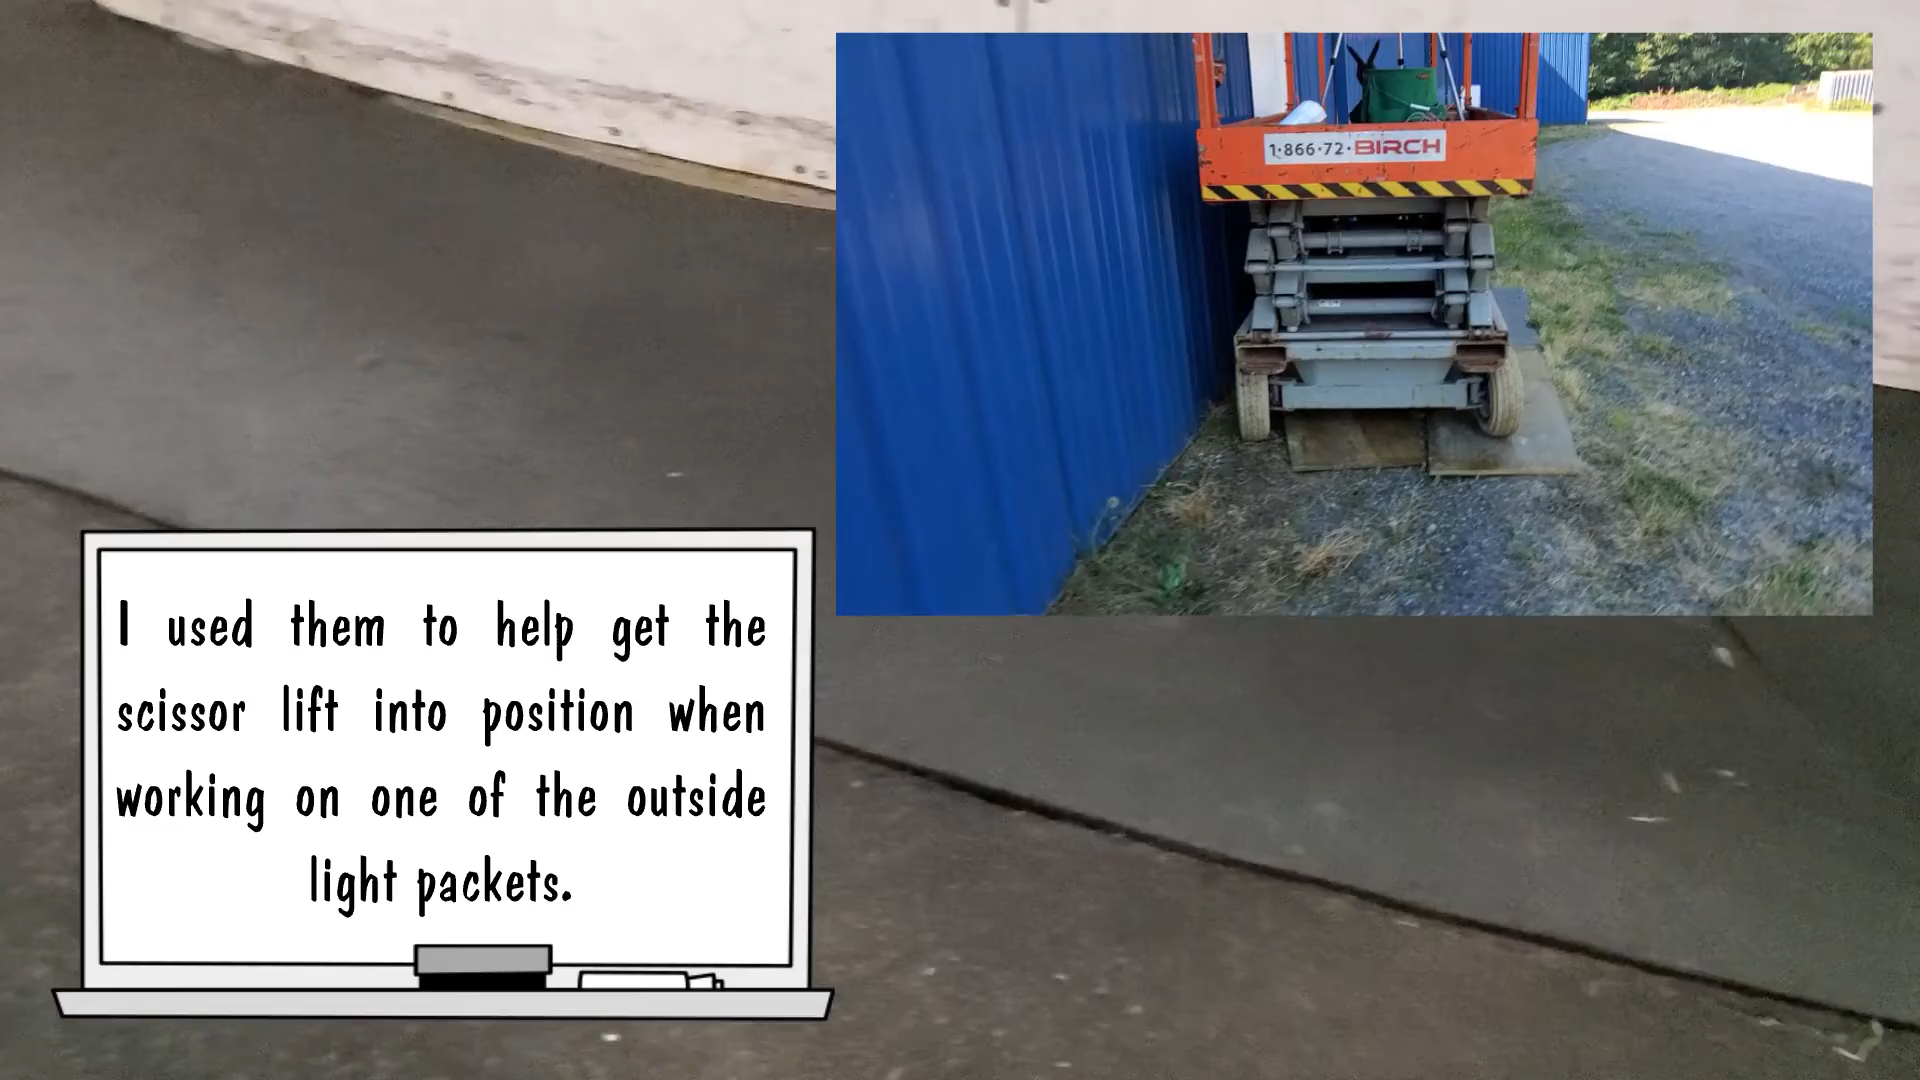 1·866·72·BIRCH
I used them to help get the
scissor lift into position when
working on one of the outside
light packets.